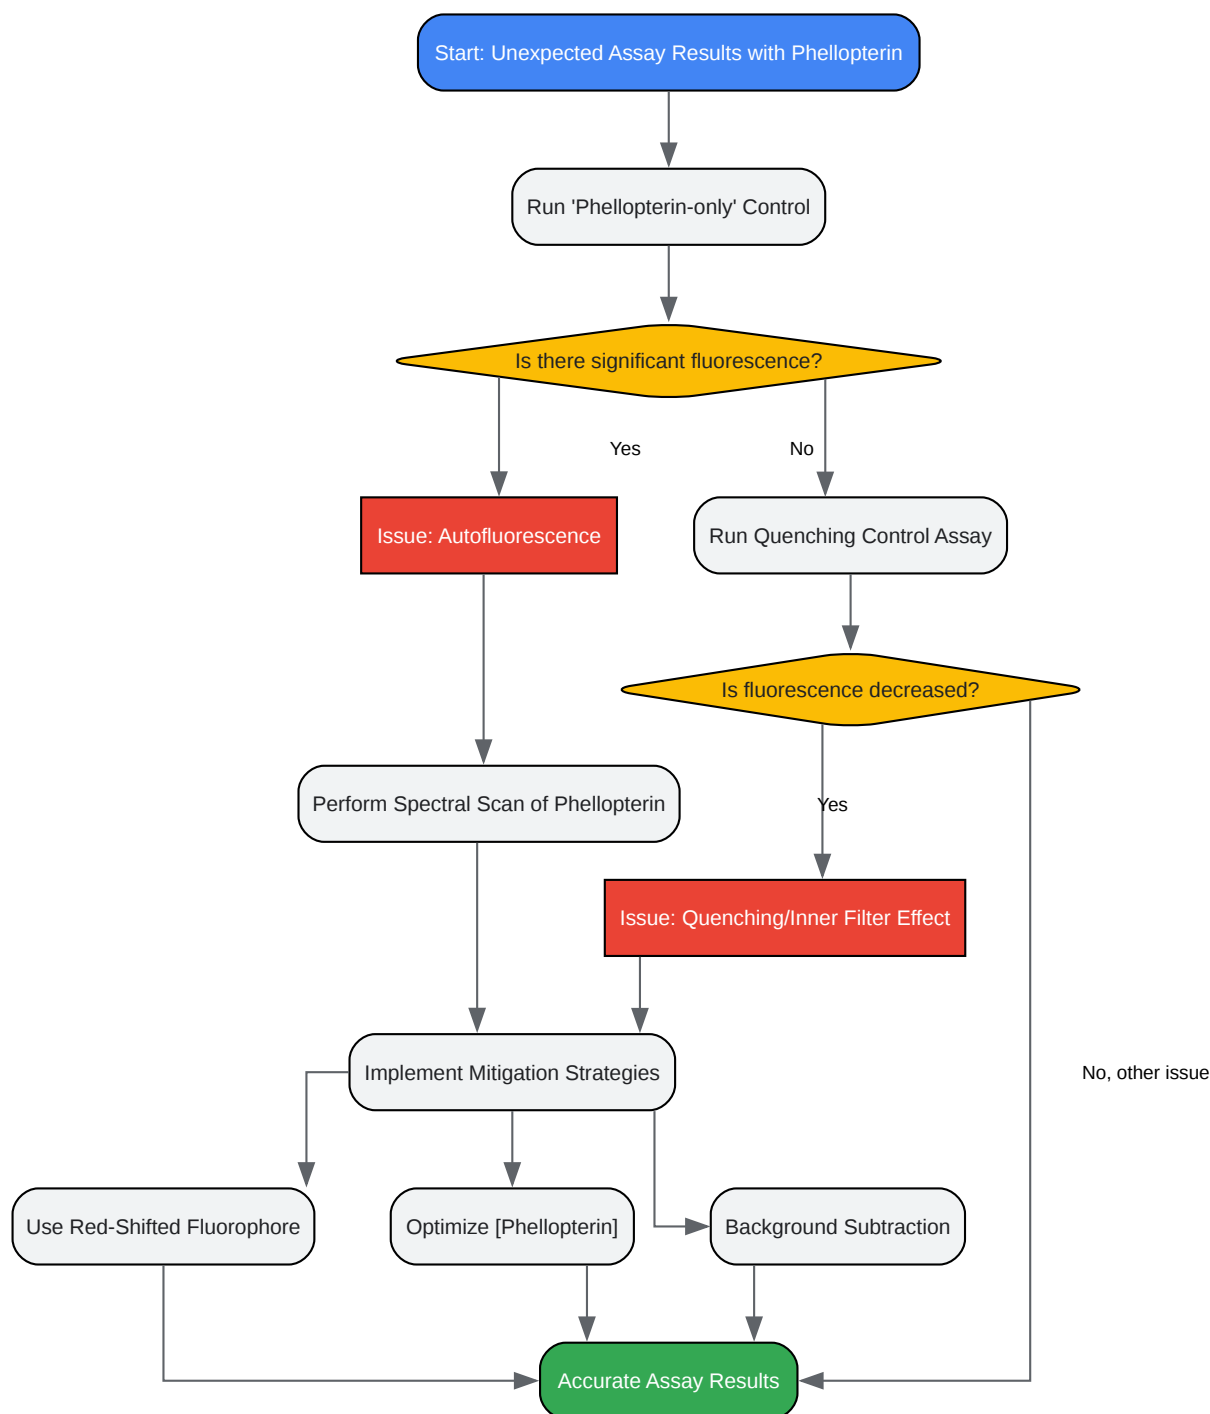 Start: Unexpected Assay Results with Phellopterin
Run 'Phellopterin-only' Control
Is there significant fluorescence?
Yes
No
Issue: Autofluorescence
Run Quenching Control Assay
Is fluorescence decreased?
Perform Spectral Scan of Phellopterin
Yes
Issue: Quenching/Inner Filter Effect
Implement Mitigation Strategies
No, other issue
Use Red-Shifted Fluorophore
Optimize [Phellopterin]
Background Subtraction
Accurate Assay Results